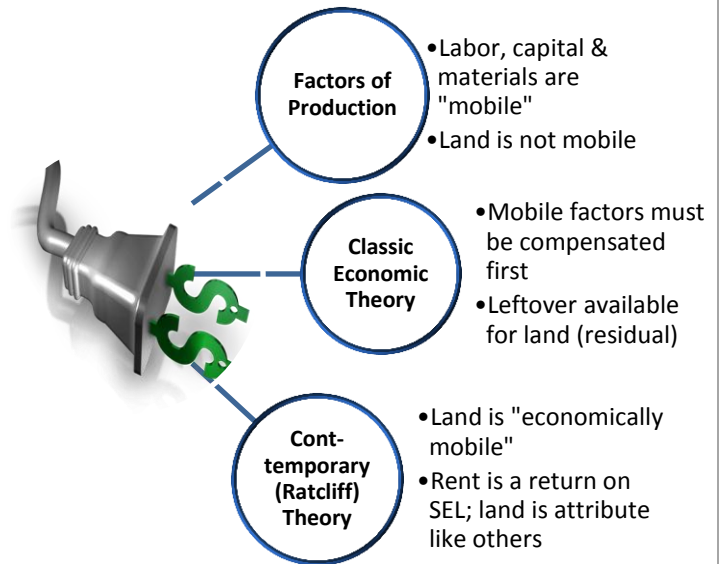 Factors of
Production
•Labor, capital &
materials are
"mobile"
•Land is not mobile
Classic
Economic
Theory
•Mobile factors must
be compensated
first
•Leftover available
for land (residual)
Cont-
temporary
(Ratcliff)
Theory
•Land is "economically
mobile"
•Rent is a return on
SEL; land is attribute
like others